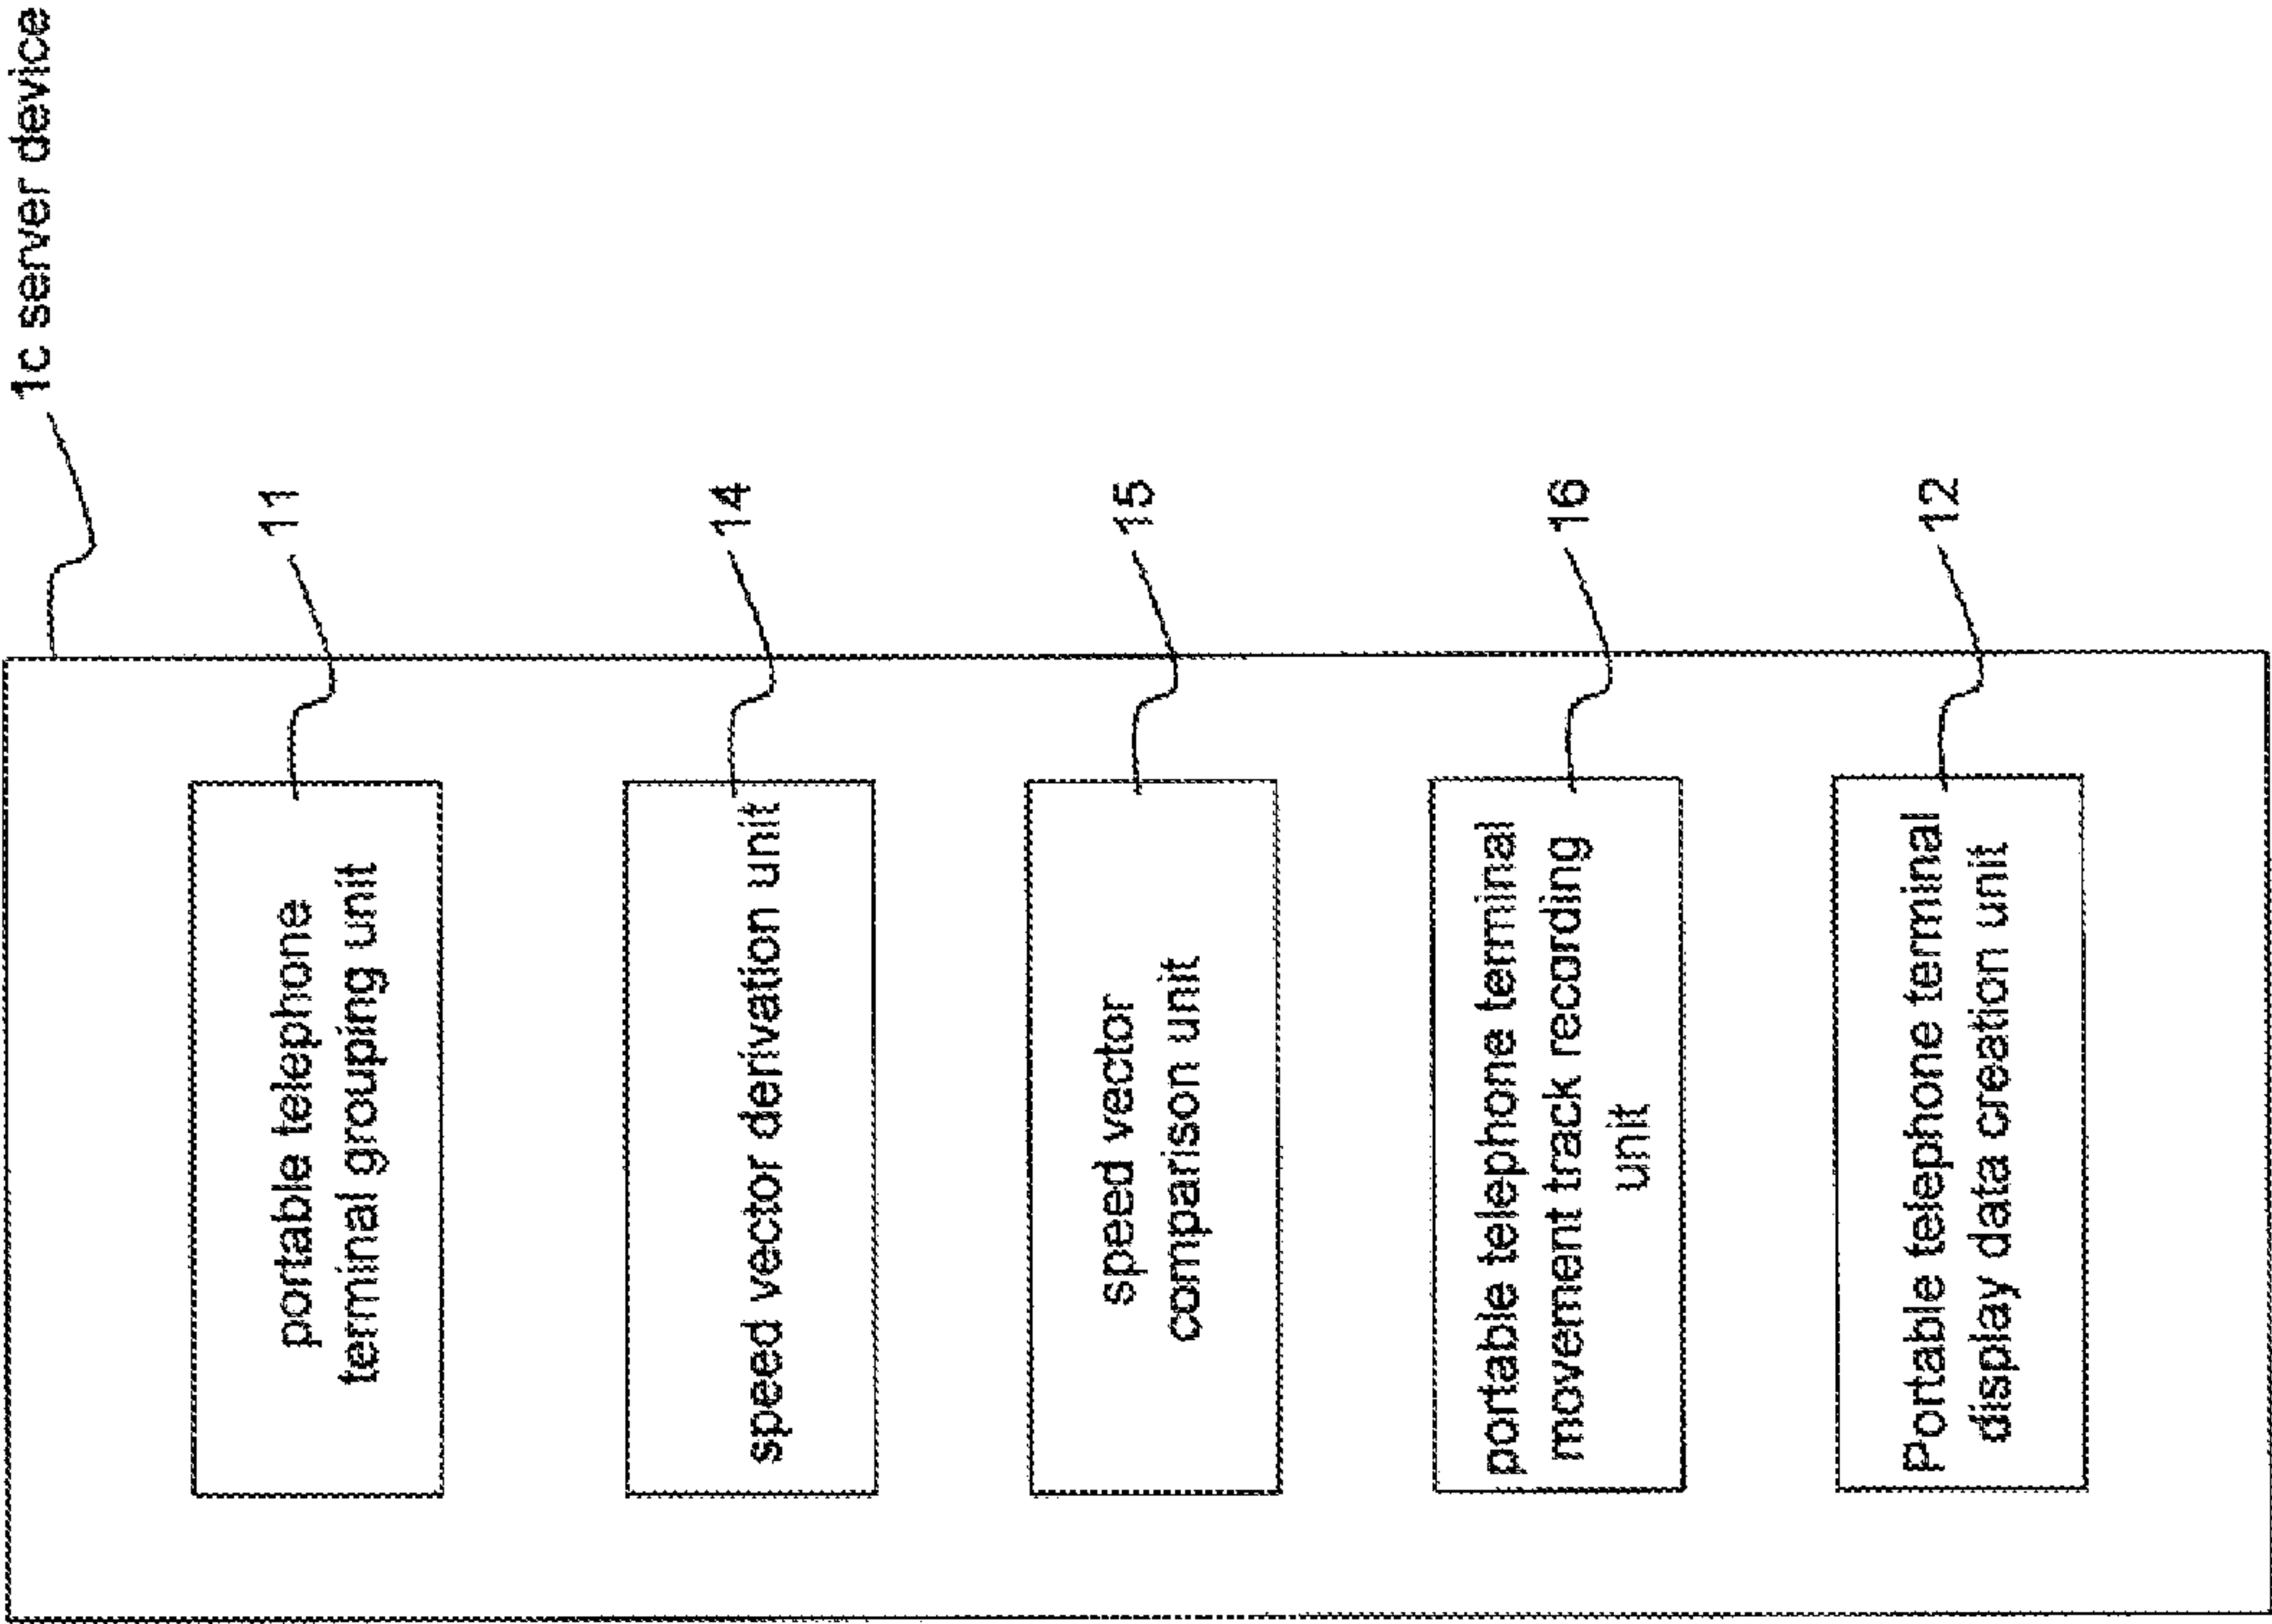 1c server device
11
portable telephone
terminal grouping unit
14
speed vector derivation unit
15
speed vector
comparison unit
16
portable telephone terminal
movement track recording
unit
12
Portable telephone terminal
display data creation unit